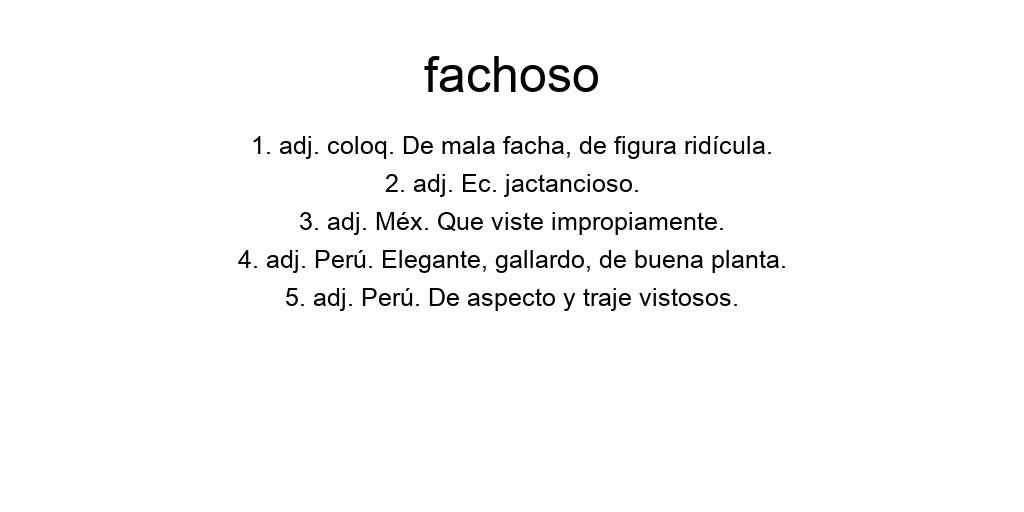 fachoso
1. adj. coloq. De mala facha, de figura ridícula.
2. adj. Ec. jactancioso.
3. adj. Méx. Que viste impropiamente.
4. adj. Perú. Elegante, gallardo, de buena planta.
5. adj. Perú. De aspecto y traje vistosos.